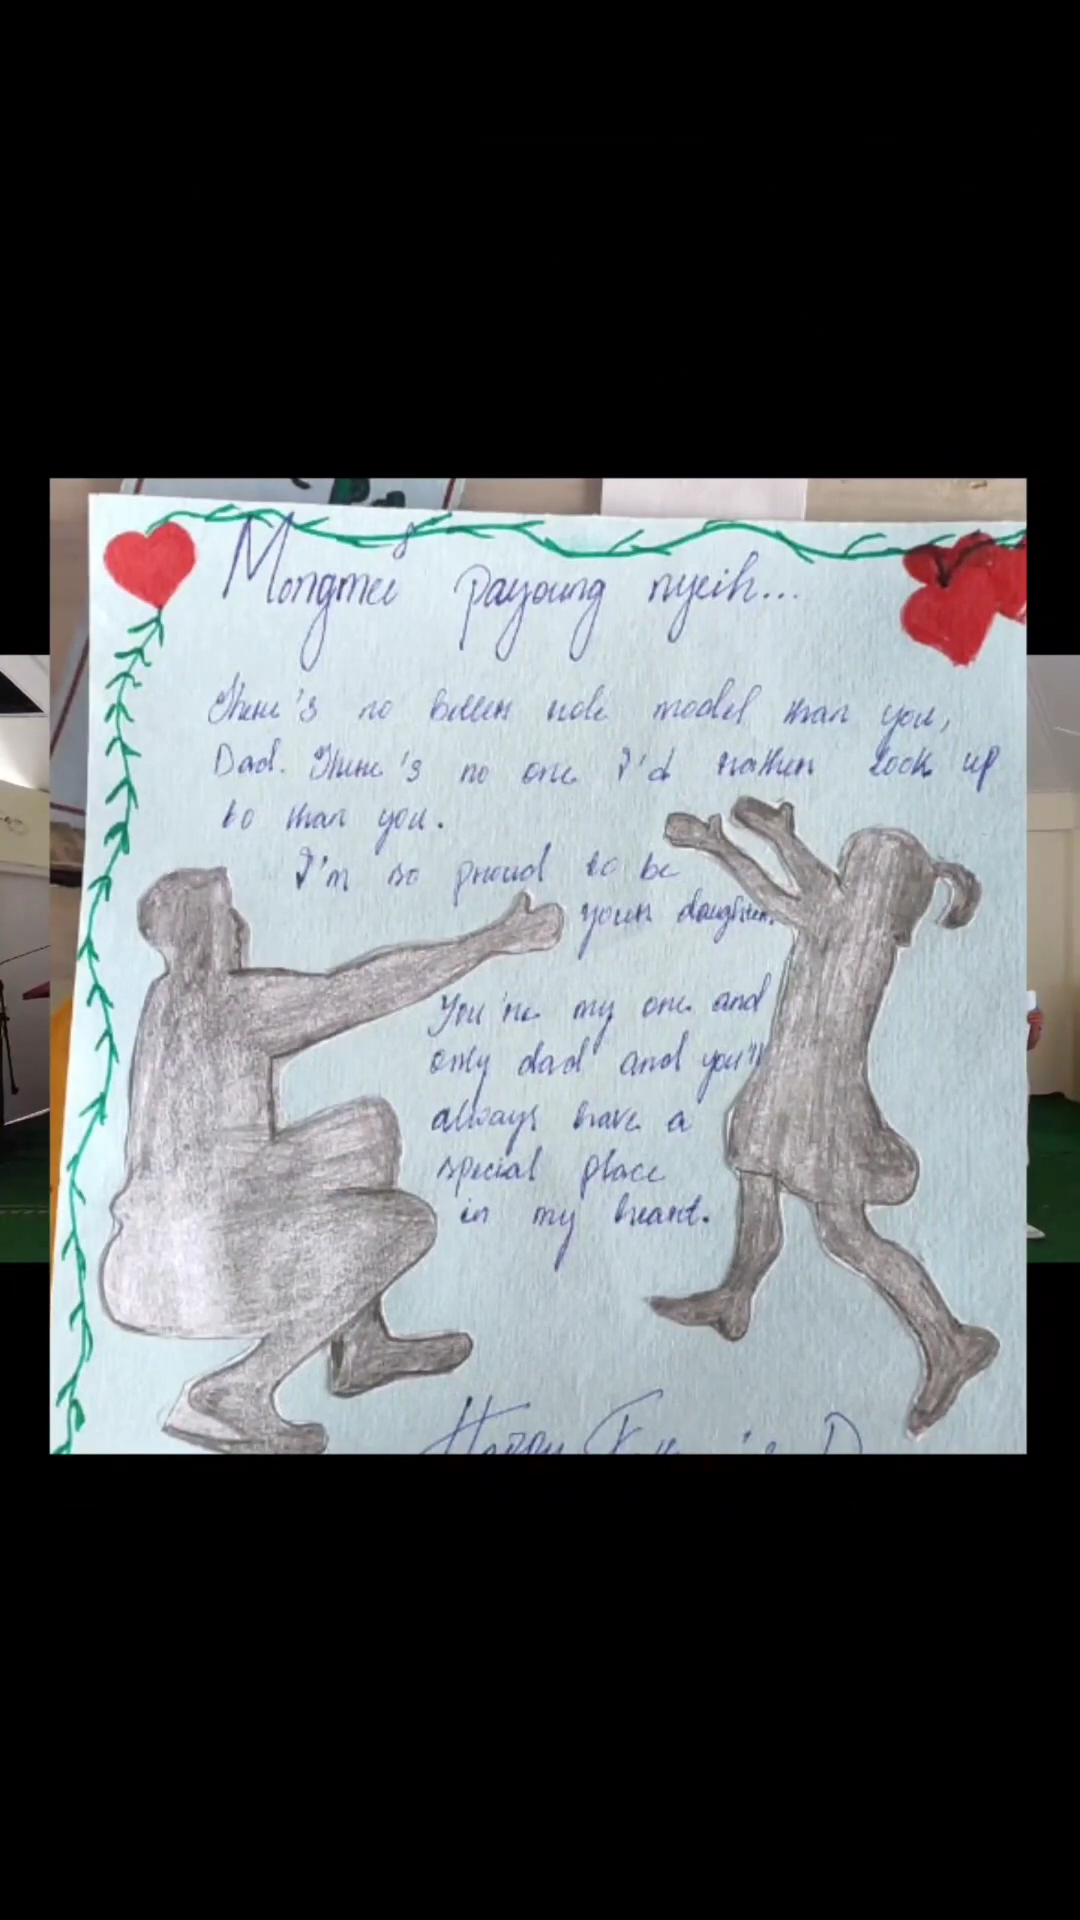 Mongmei payoung nyeih...
There's no better role model than you,
Dad. There's no one I'd rather look up
to than you.
I'm so proud to be
your daughter.
You're my one and
only dad and you'll
always have a
special place
in my heart.
Happy